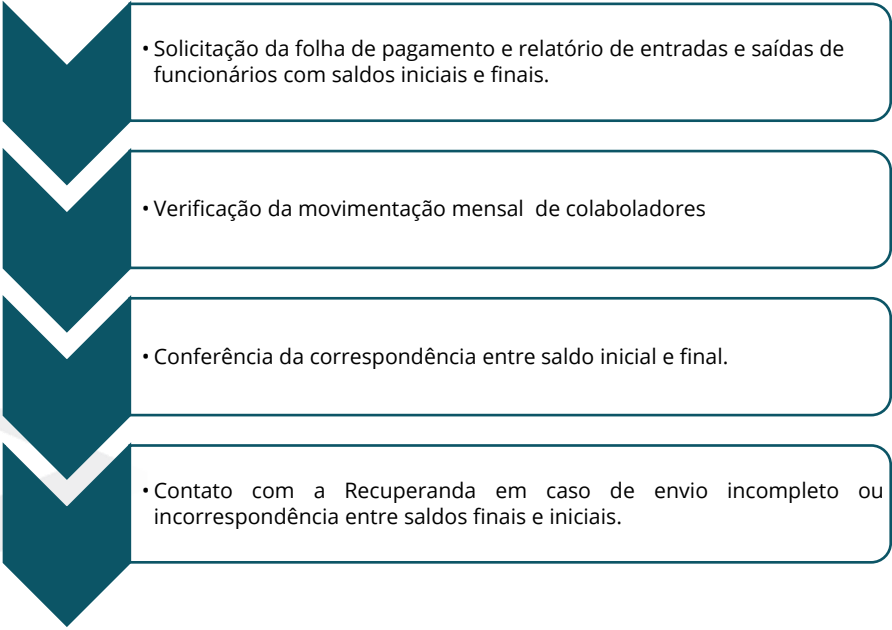 • Solicitação da folha de pagamento e relatório de entradas e saídas de
funcionários com saldos iniciais e finais.
• Verificação da movimentação mensal de colaboladores
• Conferência da correspondência entre saldo inicial e final.
• Contato com a Recuperanda em caso de envio incompleto ou
incorrespondência entre saldos finais e iniciais.